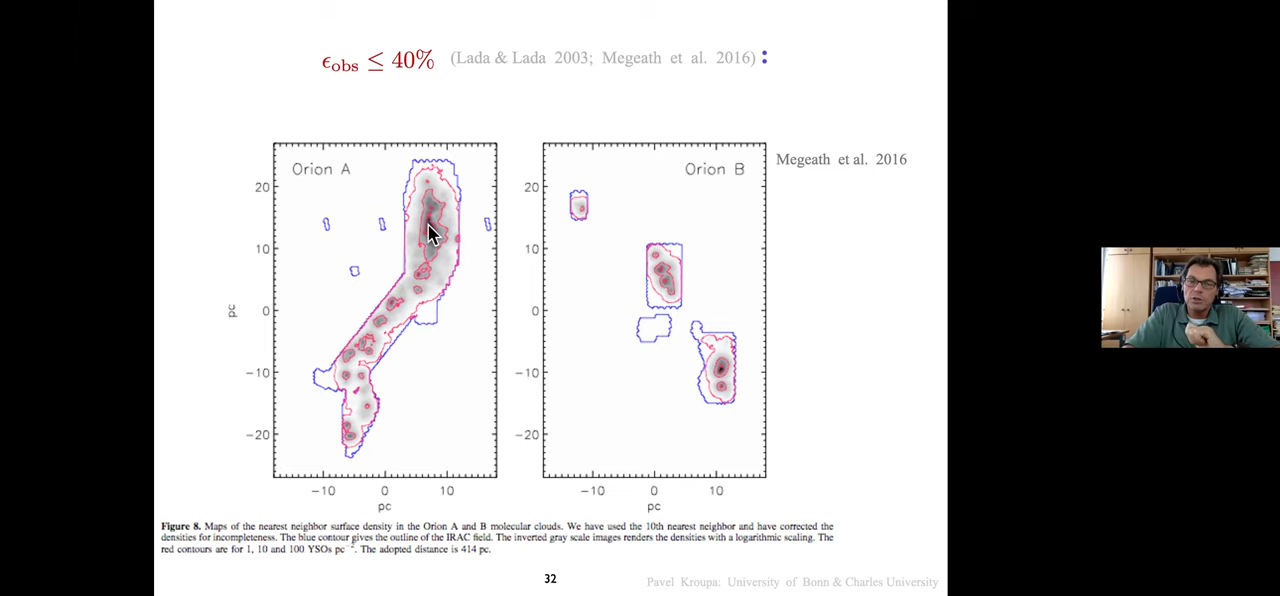 ϵobs ≤ 40% (Lada & Lada 2003; Megeath et al. 2016) :
Orion A
Orion B
Megeath et al. 2016
20
10
0
−10
−20
pc
−10 0 10
pc
20
10
0
−10
−20
−10 0 10
pc
Figure 8. Maps of the nearest neighbor surface density in the Orion A and B molecular clouds. We have used the 10th nearest neighbor and have corrected the
densities for incompleteness. The blue contour gives the outline of the IRAC field. The inverted gray scale images renders the densities with a logarithmic scaling. The
red contours are for 1, 10 and 100 YSOs pc−2. The adopted distance is 414 pc.
32
Pavel Kroupa: University of Bonn & Charles University